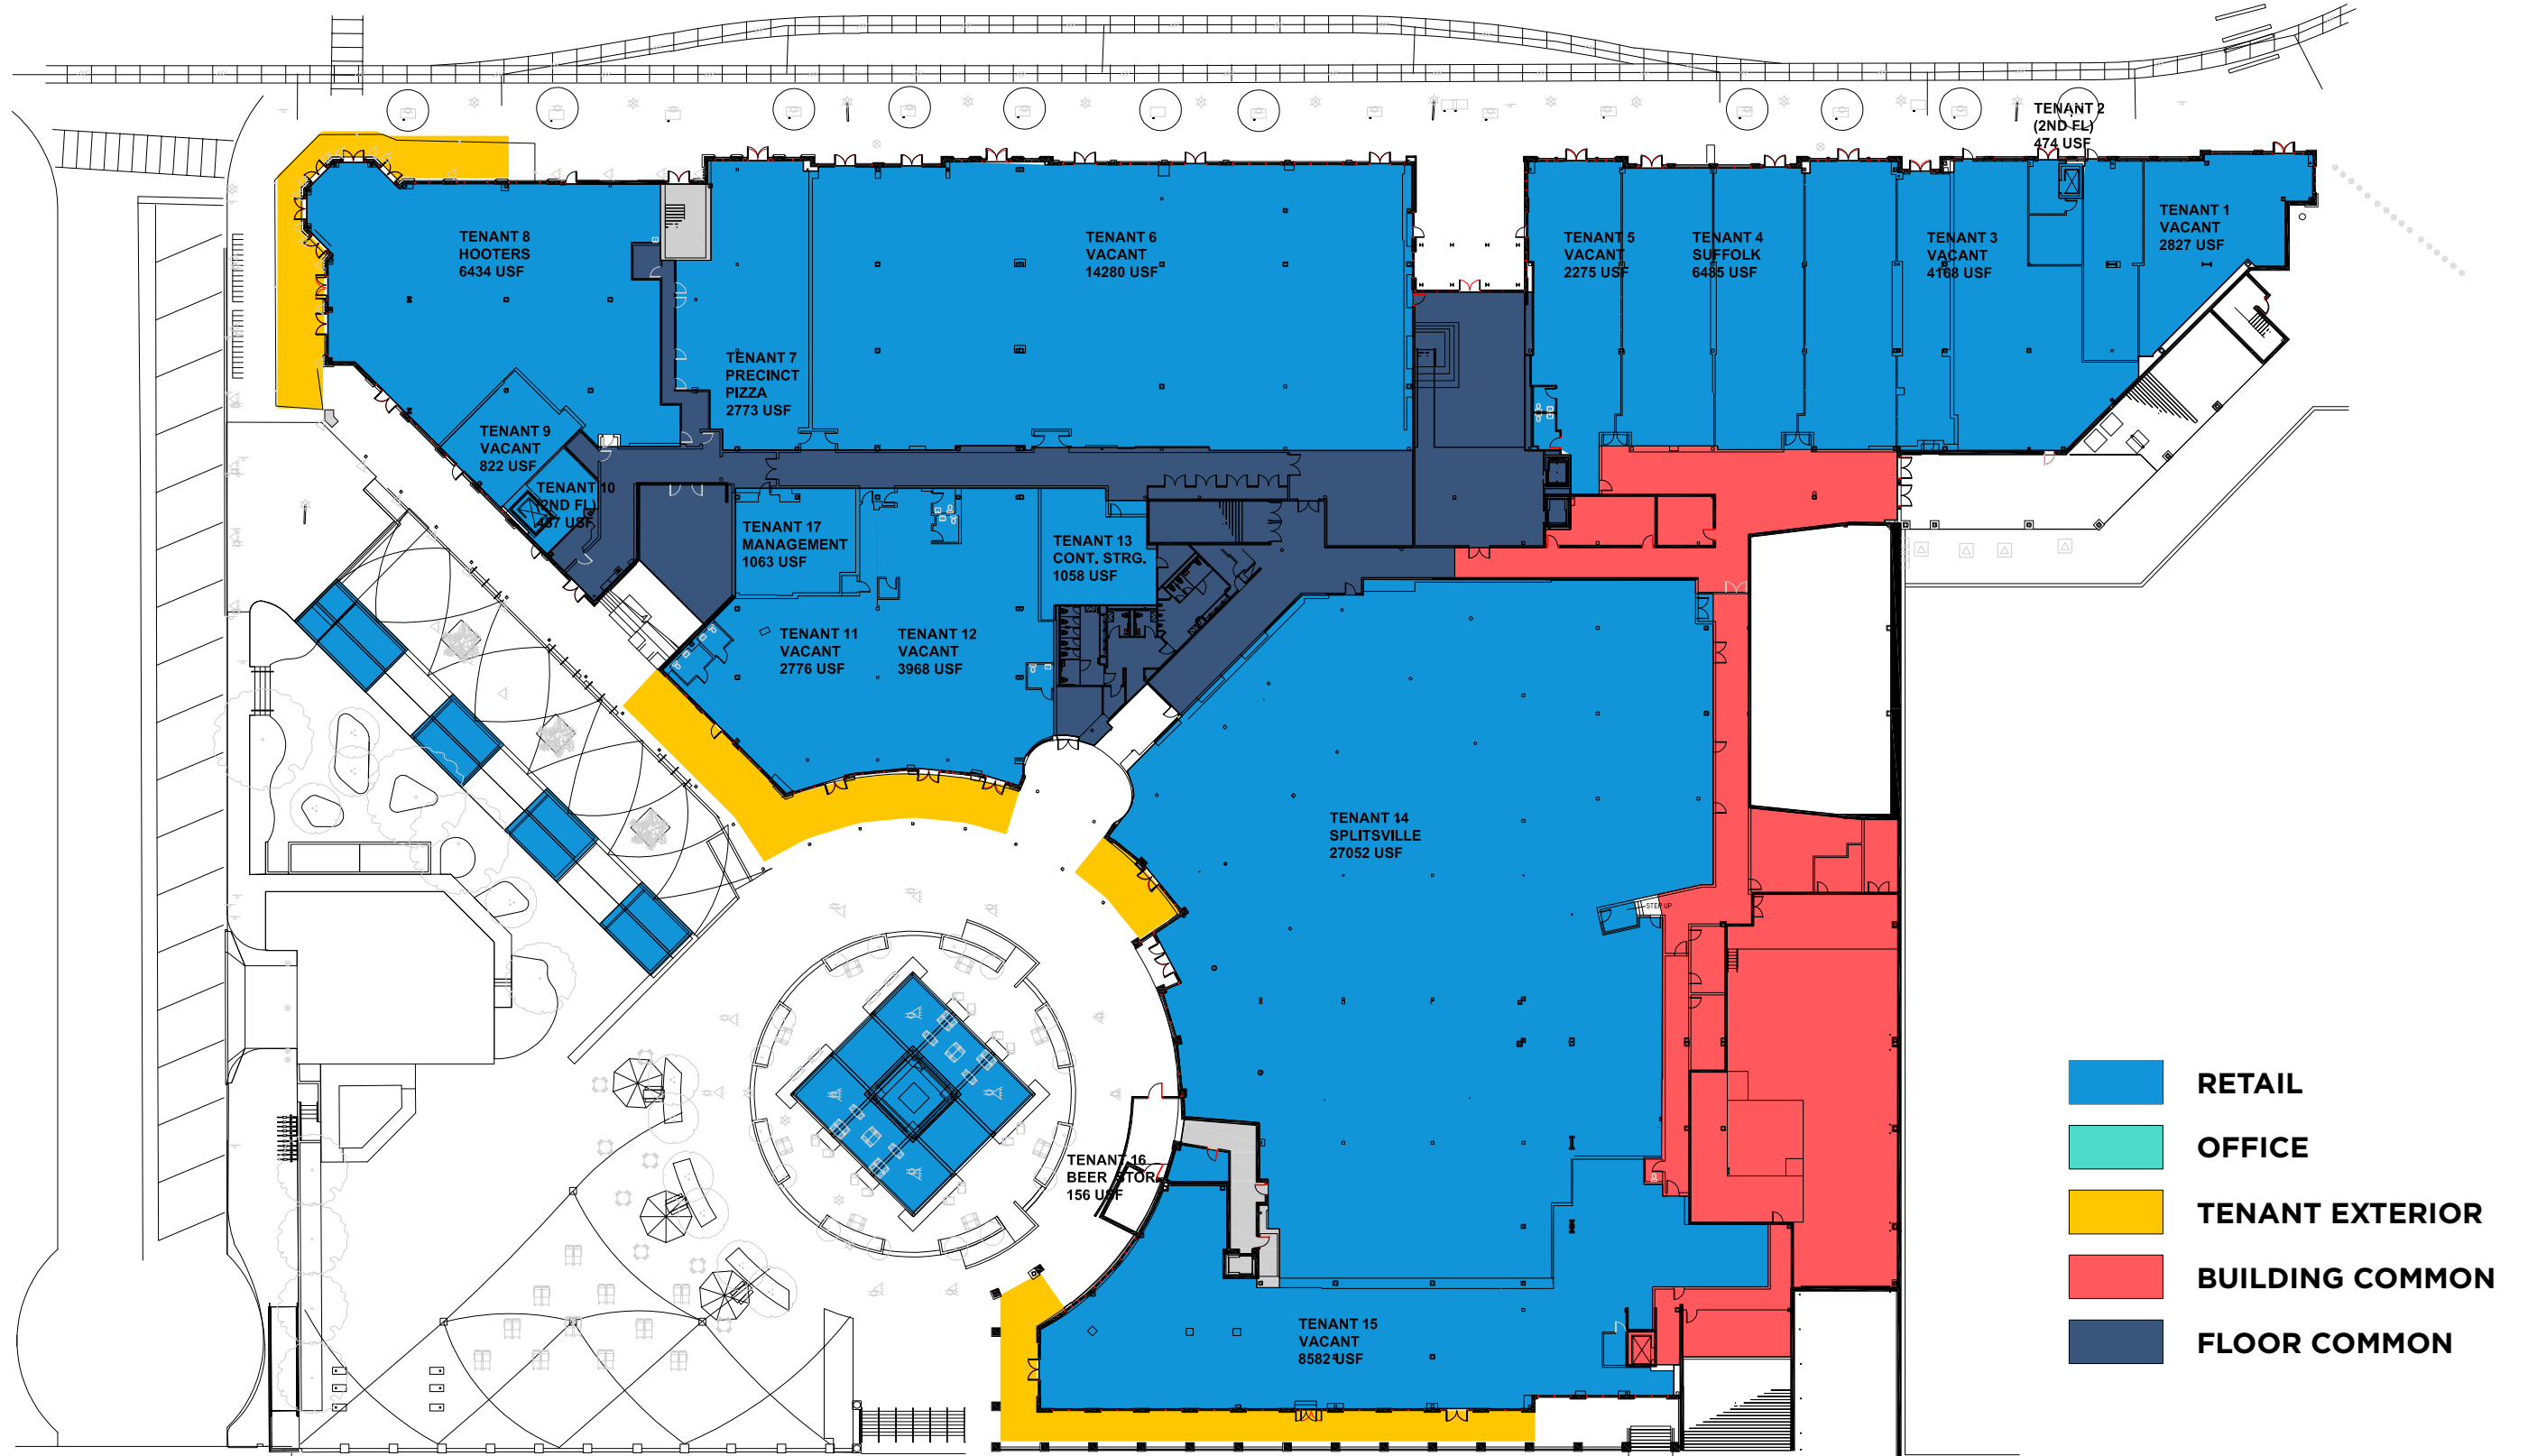 TENANT 2
(2ND FL)
474 USF
TENANT 8
HOOTERS
6434 USF
TENANT 6
VACANT
14280 USF
TENANT 5
VACANT
2275 USF
TENANT 4
SUFFOLK
6485 USF
TENANT 3
VACANT
4168 USF
TENANT 1
VACANT
2827 USF
TENANT 7
PRECINCT
PIZZA
2773 USF
TENANT 9
VACANT
822 USF
TENANT 10
(2ND FL)
USF
TENANT 17
MANAGEMENT
1063 USF
TENANT 13
CONT. STRG.
1058 USF
TENANT 11
VACANT
2776 USF
TENANT 12
VACANT
3968 USF
TENANT 14
SPLITSVILLE
27052 USF
STEP UP
TENANT 16
BEER STOR.
156 USF
TENANT 15
VACANT
8582 USF
RETAIL
OFFICE
TENANT EXTERIOR
BUILDING COMMON
FLOOR COMMON